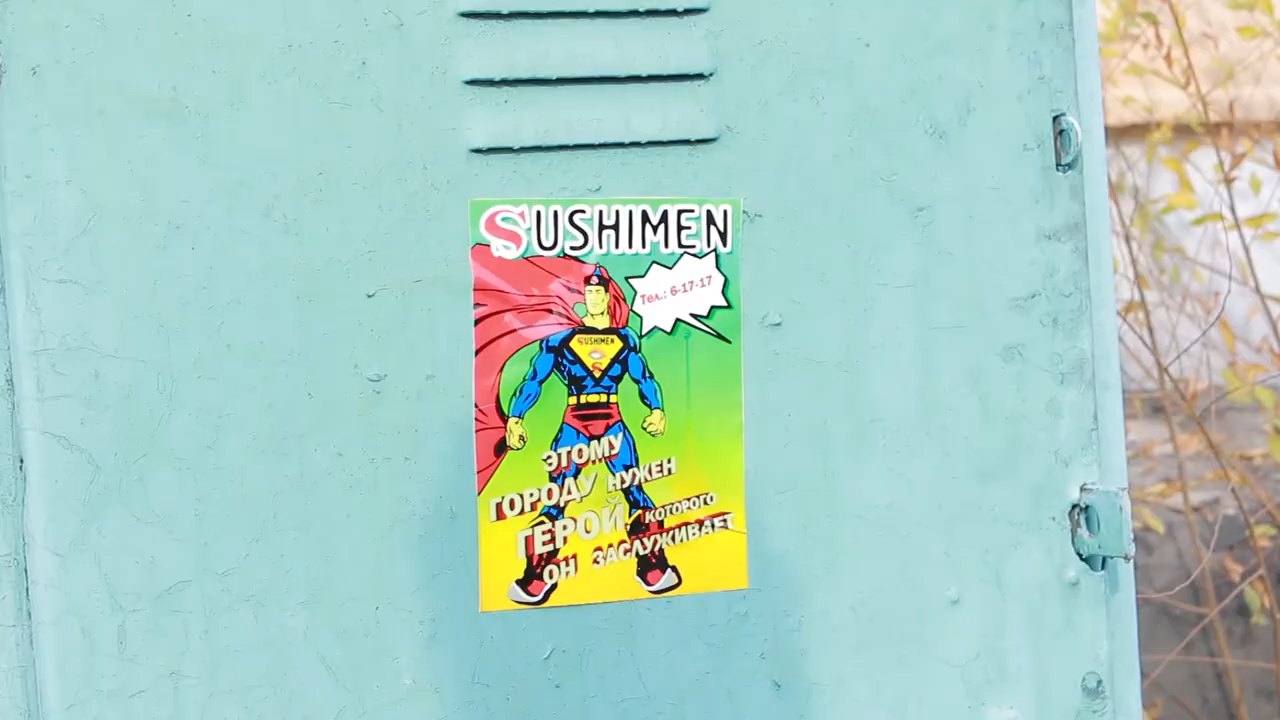 SUSHIMEN
Тел.: 6-17-17
SUSHIMEN
S
ЭТОМУ
ГОРОДУ НУЖЕН
ГЕРОЙ, КОТОРОГО
ОН ЗАСЛУЖИВАЕТ